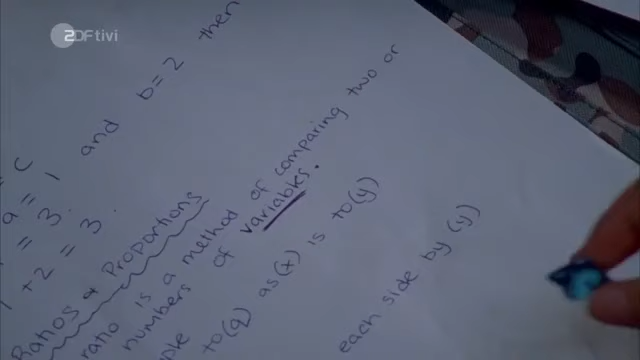 ZDFtivi
= C
a = 1 and b = 2 then
= 3.
1 + 2 = 3.
Ratios & Proportions
ratio is a method of comparing two or
numbers of variables.
to (q) as (x) is to (y)
each side by (y)